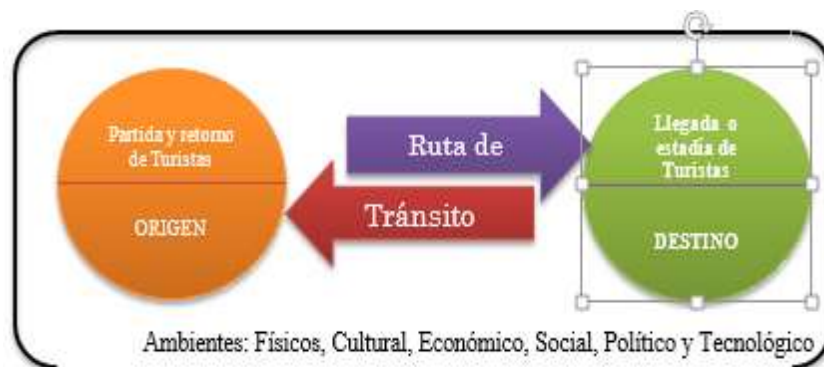 Partida y retorno
de Turistas
ORIGEN
Ruta de
Tránsito
Llegada o
estadía de
Turistas
DESTINO
Ambientes: Físicos, Cultural, Económico, Social, Político y Tecnológico